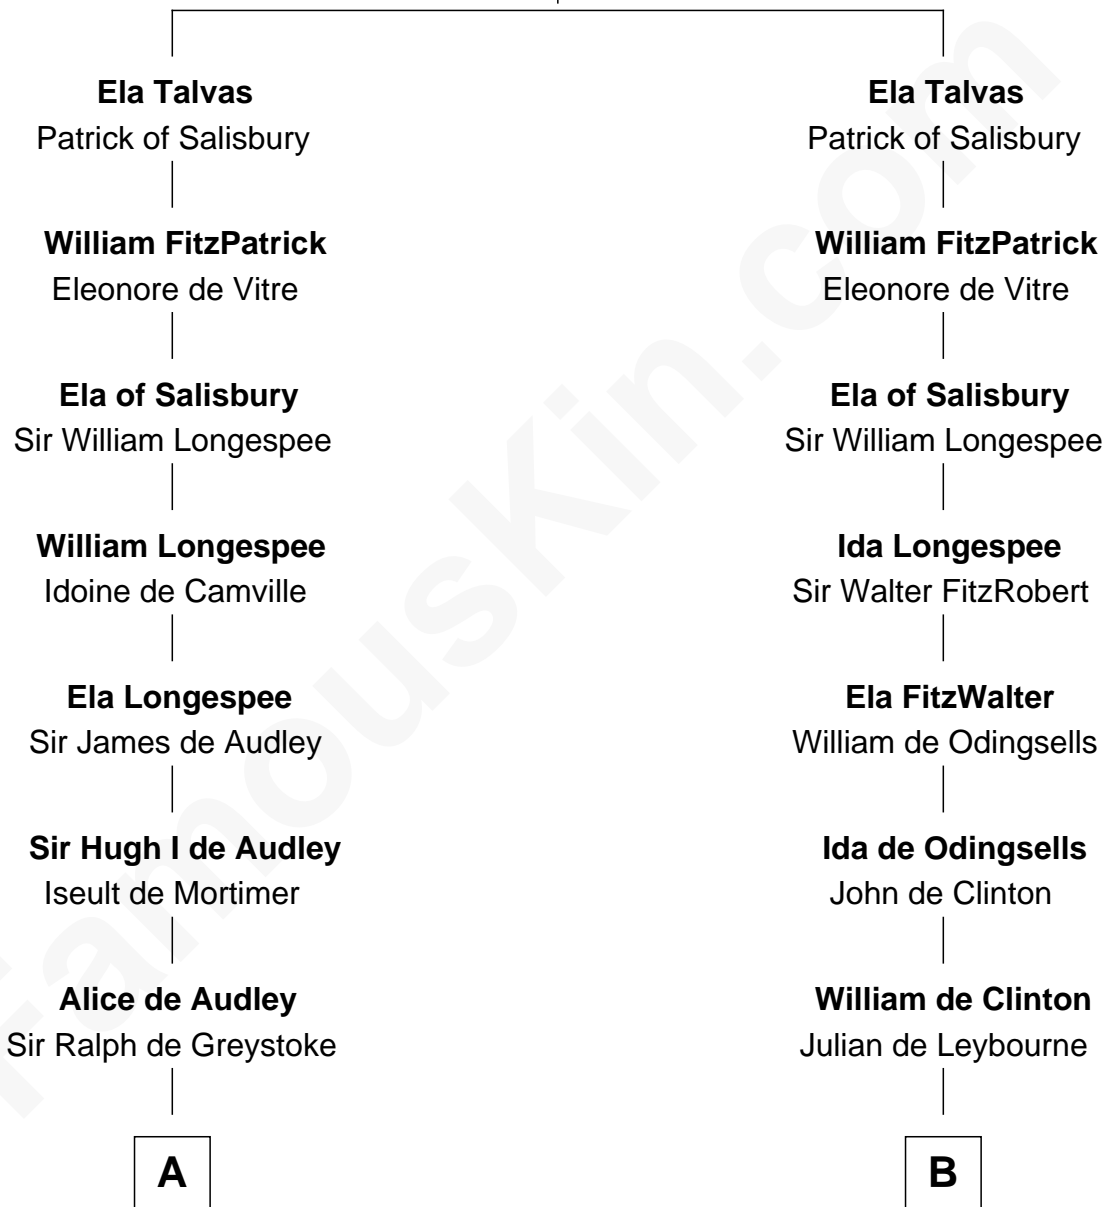 Ela Talvas
Patrick of Salisbury
William FitzPatrick
Eleonore de Vitre
Ela of Salisbury
Sir William Longespee
William Longespee
Idoine de Camville
Ela Longespee
Sir James de Audley
Sir Hugh I de Audley
Iseult de Mortimer
Alice de Audley
Sir Ralph de Greystoke
A
Ela Talvas
Patrick of Salisbury
William FitzPatrick
Eleonore de Vitre
Ela of Salisbury
Sir William Longespee
Ida Longespee
Sir Walter FitzRobert
Ela FitzWalter
William de Odingsells
Ida de Odingsells
John de Clinton
William de Clinton
Julian de Leybourne
B
FamousKin.com